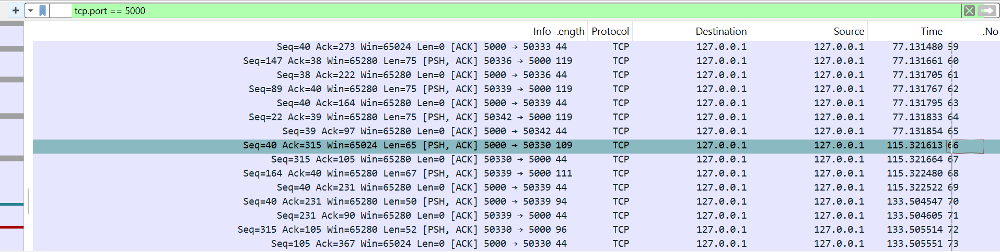 tcp.port == 5000
Info .ength Protocol Destination Source Time .No
Seq=40 Ack=273 Win=65024 Len=0 [ACK] 5000 → 50333 44 TCP 127.0.0.1 127.0.0.1 77.131480 59
Seq=147 Ack=38 Win=65280 Len=75 [PSH, ACK] 50336 → 5000 119 TCP 127.0.0.1 127.0.0.1 77.131661 60
Seq=38 Ack=222 Win=65280 Len=0 [ACK] 5000 → 50336 44 TCP 127.0.0.1 127.0.0.1 77.131705 61
Seq=89 Ack=40 Win=65280 Len=75 [PSH, ACK] 50339 → 5000 119 TCP 127.0.0.1 127.0.0.1 77.131767 62
Seq=40 Ack=164 Win=65280 Len=0 [ACK] 5000 → 50339 44 TCP 127.0.0.1 127.0.0.1 77.131795 63
Seq=22 Ack=39 Win=65280 Len=75 [PSH, ACK] 50342 → 5000 119 TCP 127.0.0.1 127.0.0.1 77.131833 64
Seq=39 Ack=97 Win=65280 Len=0 [ACK] 5000 → 50342 44 TCP 127.0.0.1 127.0.0.1 77.131854 65
Seq=40 Ack=315 Win=65024 Len=65 [PSH, ACK] 5000 → 50330 109 TCP 127.0.0.1 127.0.0.1 115.321613 66
Seq=315 Ack=105 Win=65280 Len=0 [ACK] 50330 → 5000 44 TCP 127.0.0.1 127.0.0.1 115.321664 67
Seq=164 Ack=40 Win=65280 Len=67 [PSH, ACK] 50339 → 5000 111 TCP 127.0.0.1 127.0.0.1 115.322480 68
Seq=40 Ack=231 Win=65280 Len=0 [ACK] 5000 → 50339 44 TCP 127.0.0.1 127.0.0.1 115.322522 69
Seq=40 Ack=231 Win=65280 Len=50 [PSH, ACK] 5000 → 50339 94 TCP 127.0.0.1 127.0.0.1 133.504547 70
Seq=231 Ack=90 Win=65280 Len=0 [ACK] 50339 → 5000 44 TCP 127.0.0.1 127.0.0.1 133.504605 71
Seq=315 Ack=105 Win=65280 Len=52 [PSH, ACK] 50330 → 5000 96 TCP 127.0.0.1 127.0.0.1 133.505514 72
Seq=105 Ack=367 Win=65024 Len=0 [ACK] 5000 → 50330 44 TCP 127.0.0.1 127.0.0.1 133.505551 73